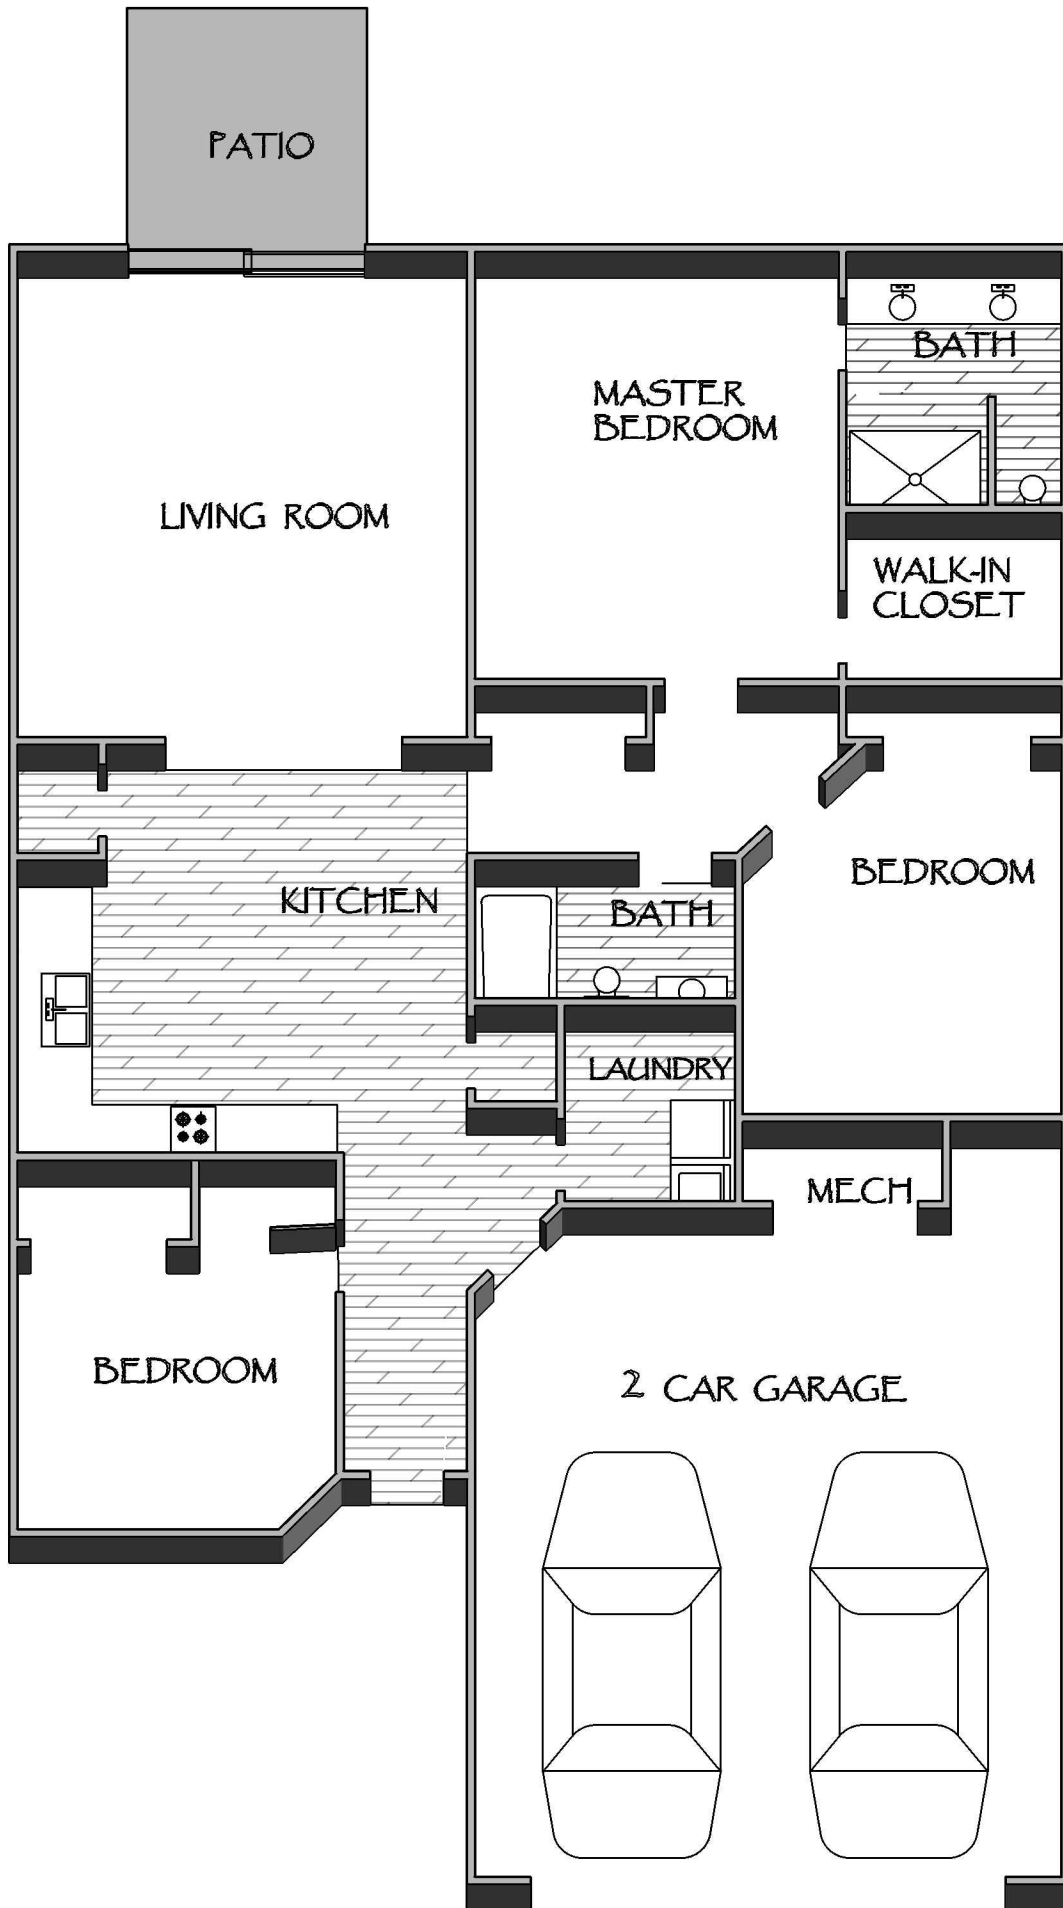 PATIO
BATH
MASTER
BEDROOM
LIVING ROOM
WALK-IN
CLOSET
BEDROOM
KITCHEN
BATH
LAUNDRY
MECH
BEDROOM
2 CAR GARAGE